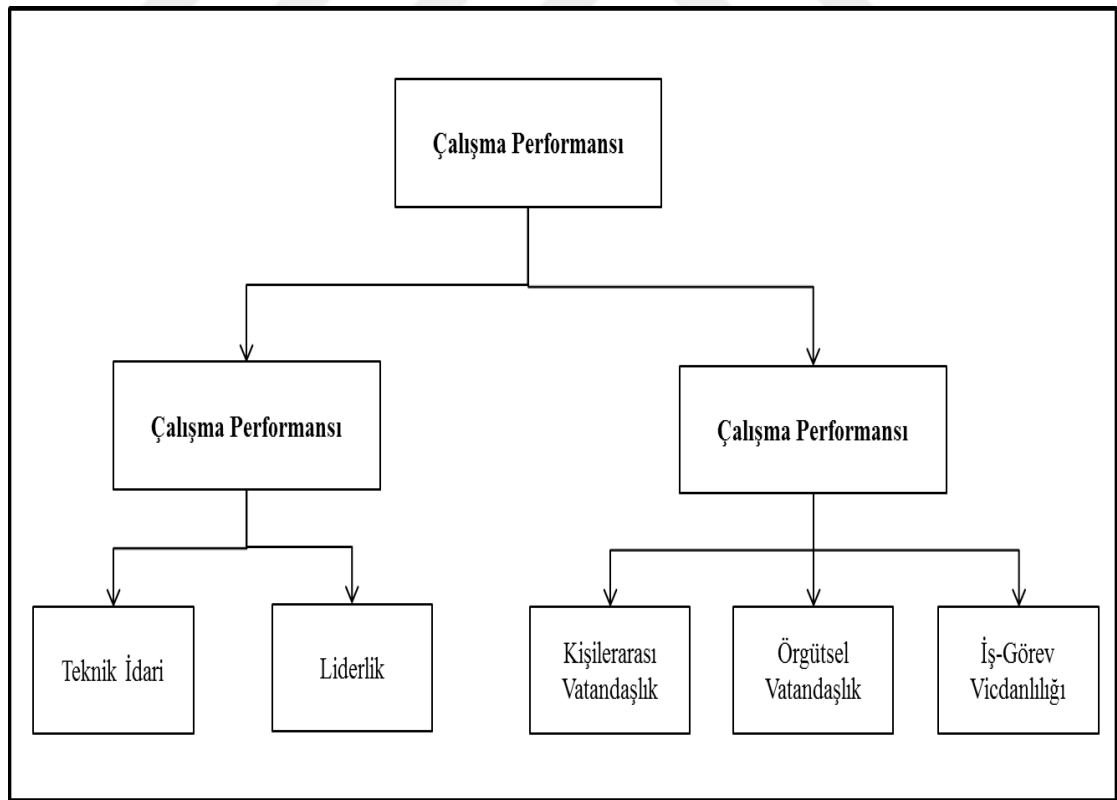 Çalışma Performansı
Çalışma Performansı
Çalışma Performansı
Teknik İdari
Liderlik
Kişilerarası
Vatandaşlık
Örgütsel
Vatandaşlık
İş-Görev
Vicdanlılığı